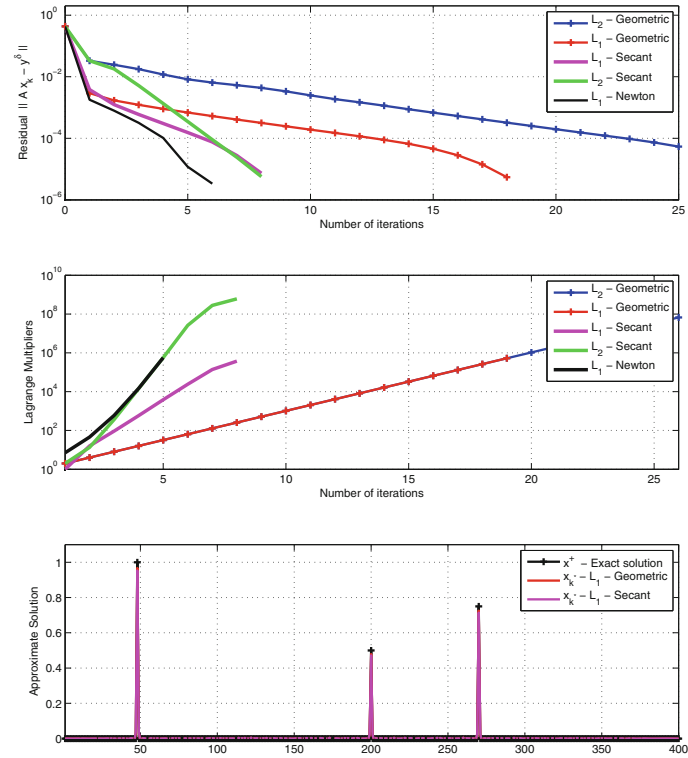 10^0
10^-2
10^-4
10^-6
Residual || A x_k − y^δ ||
0 5 10 15 20 25
Number of iterations
L_2 − Geometric
L_1 − Geometric
L_1 − Secant
L_2 − Secant
L_1 − Newton
10^10
10^8
10^6
10^4
10^2
10^0
Lagrange Multipliers
5 10 15 20 25
Number of iterations
L_2 − Geometric
L_1 − Geometric
L_1 − Secant
L_2 − Secant
L_1 − Newton
1
0.8
0.6
0.4
0.2
0
Approximate Solution
50 100 150 200 250 300 350 400
x^+ − Exact solution
x_k* − L_1 − Geometric
x_k* − L_1 − Secant